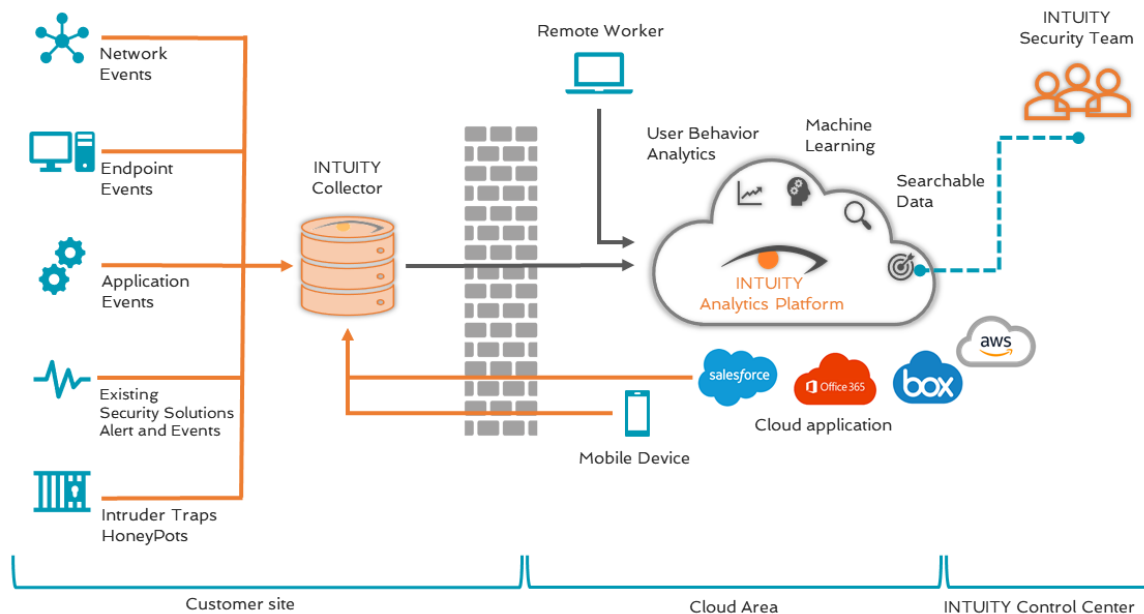 Network
Events
Endpoint
Events
Application
Events
Existing
Security Solutions
Alert and Events
Intruder Traps
HoneyPots
INTUITY
Collector
Remote Worker
User Behavior
Analytics
Machine
Learning
Searchable
Data
INTUITY
Analytics Platform
INTUITY
Security Team
salesforce
Office 365
box
aws
Cloud application
Mobile Device
Customer site
Cloud Area
INTUITY Control Center